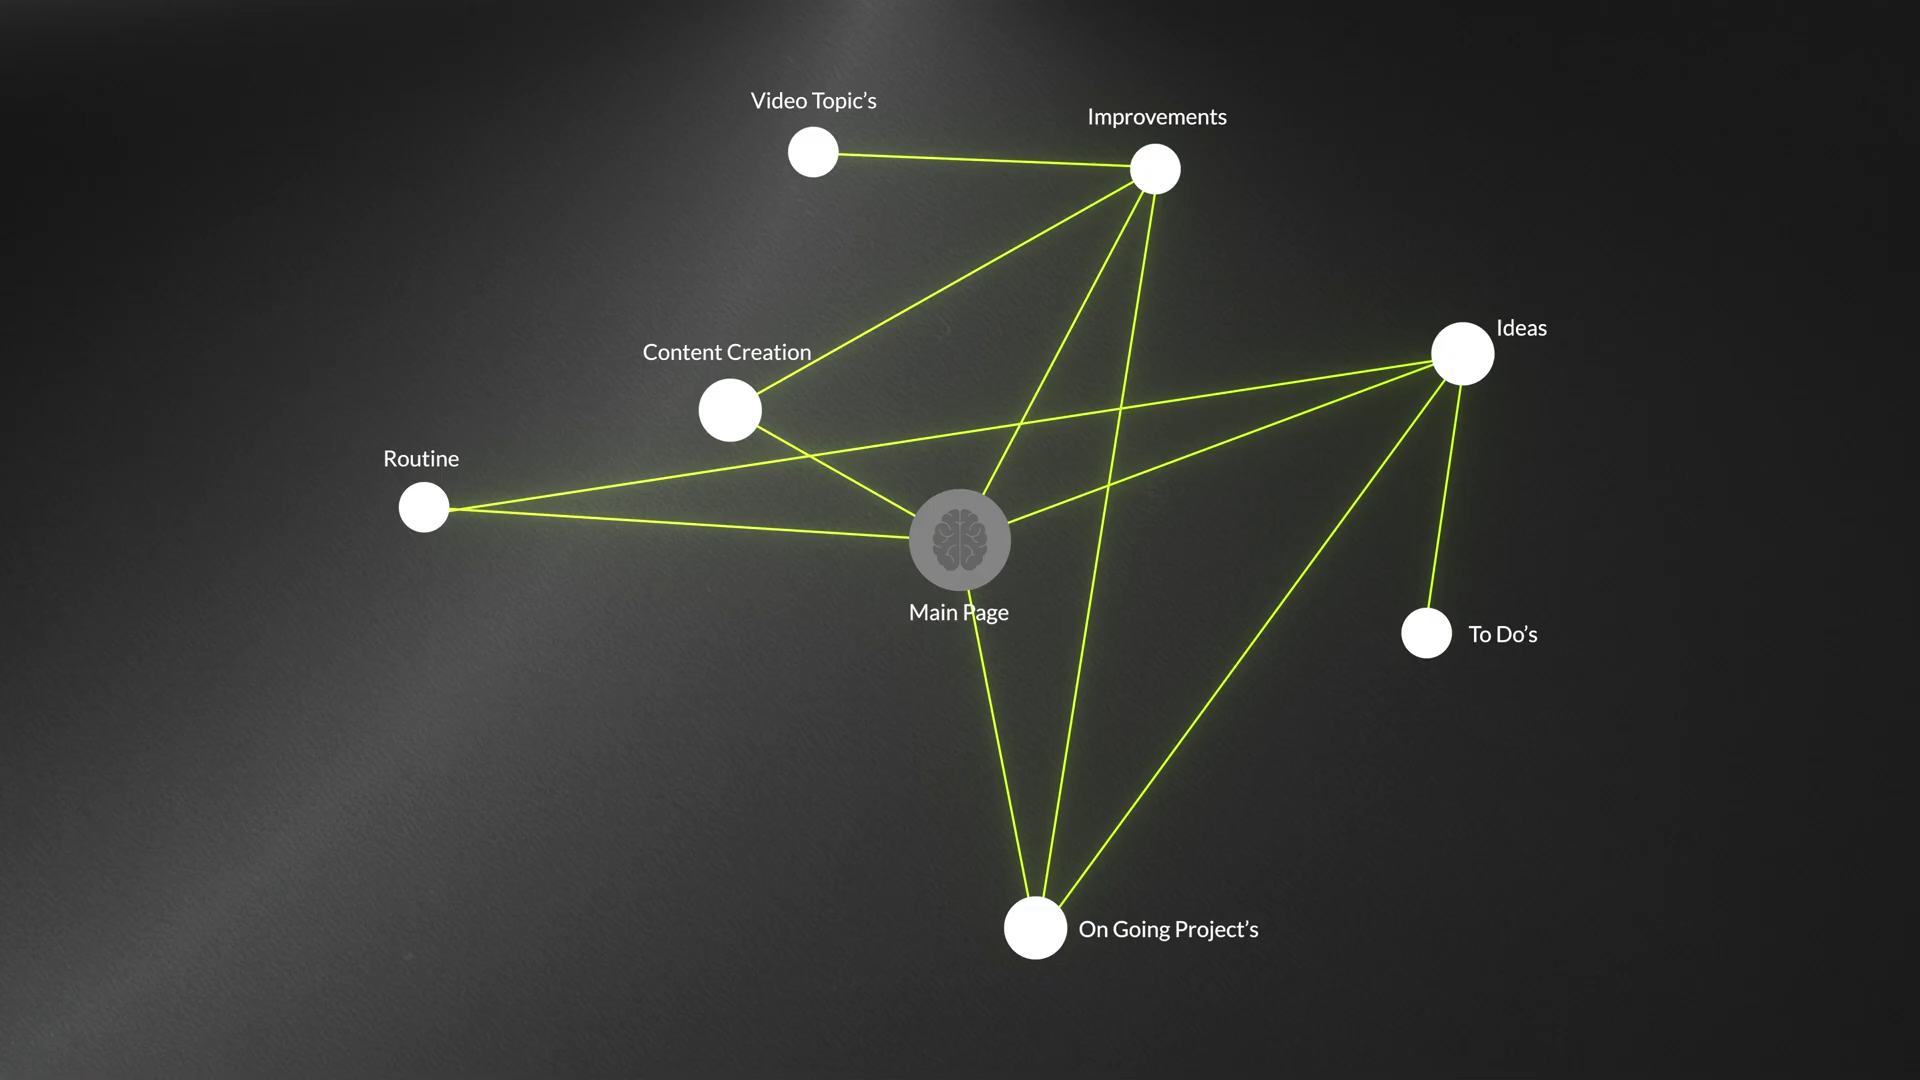 Video Topic’s
Improvements
Ideas
Content Creation
Routine
Main Page
To Do’s
On Going Project’s